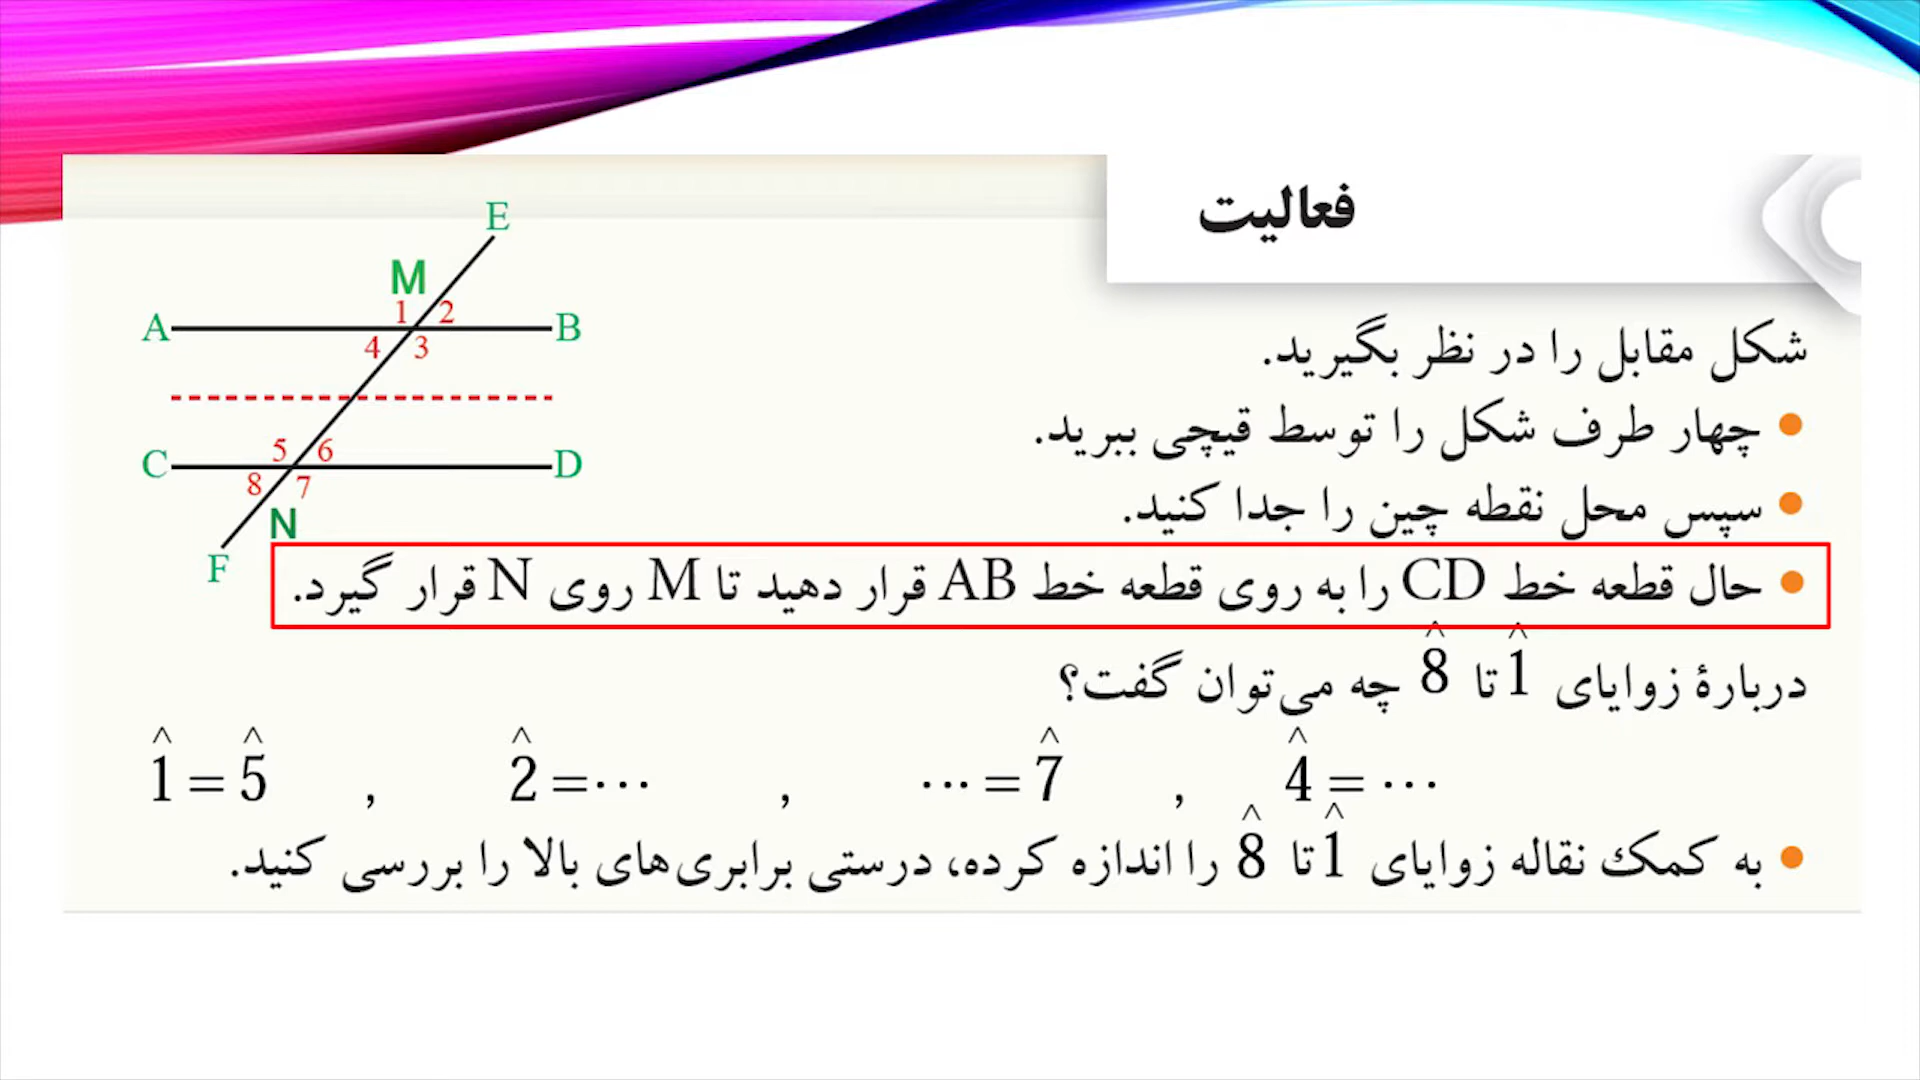 فعالیت
E
M
1 2
A B
4 3
5 6
C D
8 7
N
F
شکل مقابل را در نظر بگیرید.
• چهار طرف شکل را توسط قیچی ببرید.
• سپس محل نقطه چین را جدا کنید.
• حال قطعه خط CD را به روی قطعه خط AB قرار دهید تا M روی N قرار گیرد.
دربارهٔ زوایای 1̂ تا 8̂ چه می‌توان گفت؟
1̂ = 5̂ , 2̂ =⋯ , ⋯ = 7̂ , 4̂ = ⋯
• به کمک نقاله زوایای 1̂ تا 8̂ را اندازه کرده، درستی برابری‌های بالا را بررسی کنید.